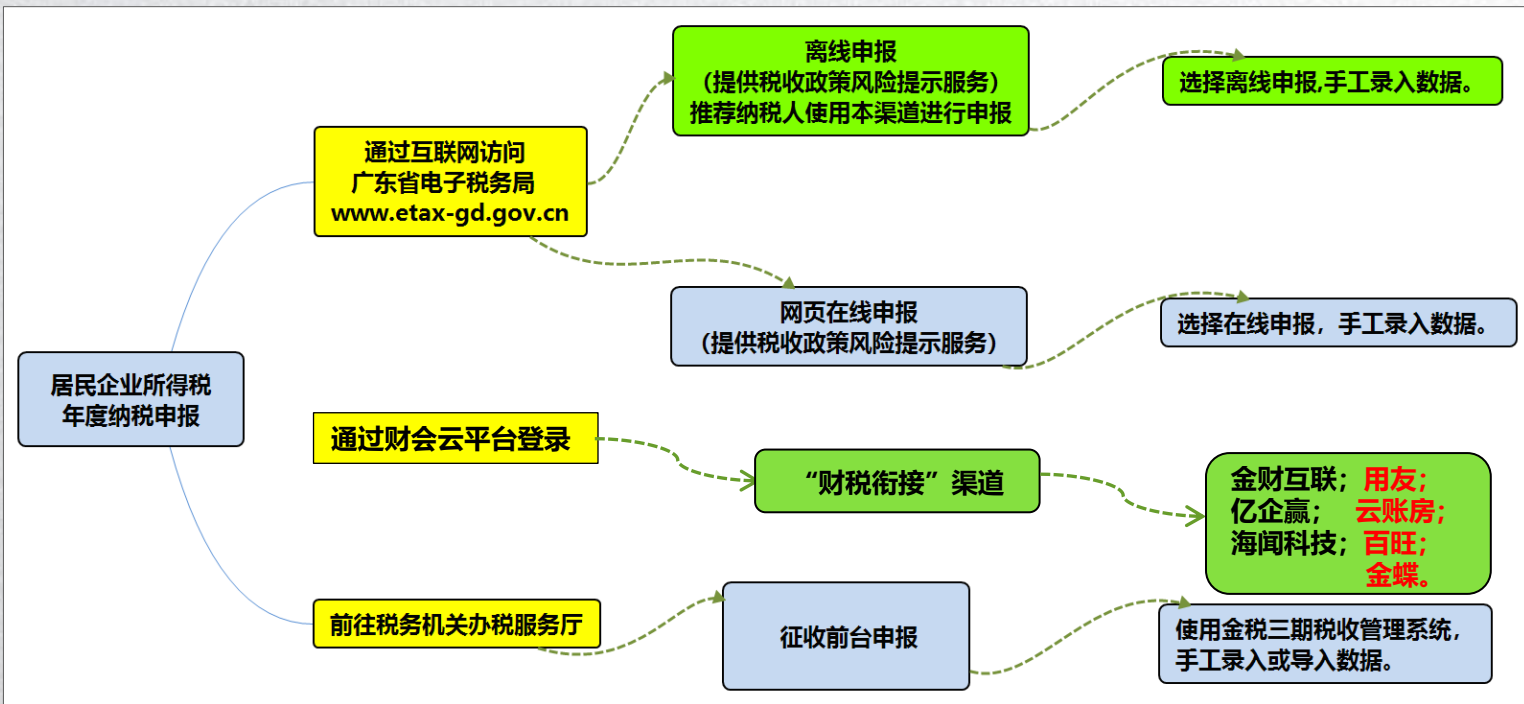 居民企业所得税
年度纳税申报
通过互联网访问
广东省电子税务局
www.etax-gd.gov.cn
离线申报
（提供税收政策风险提示服务）
推荐纳税人使用本渠道进行申报
选择离线申报,手工录入数据。
网页在线申报
（提供税收政策风险提示服务）
选择在线申报，手工录入数据。
通过财会云平台登录
“财税衔接”渠道
金财互联；用友；
亿企赢； 云账房；
海闻科技；百旺；
金蝶。
前往税务机关办税服务厅
征收前台申报
使用金税三期税收管理系统，
手工录入或导入数据。